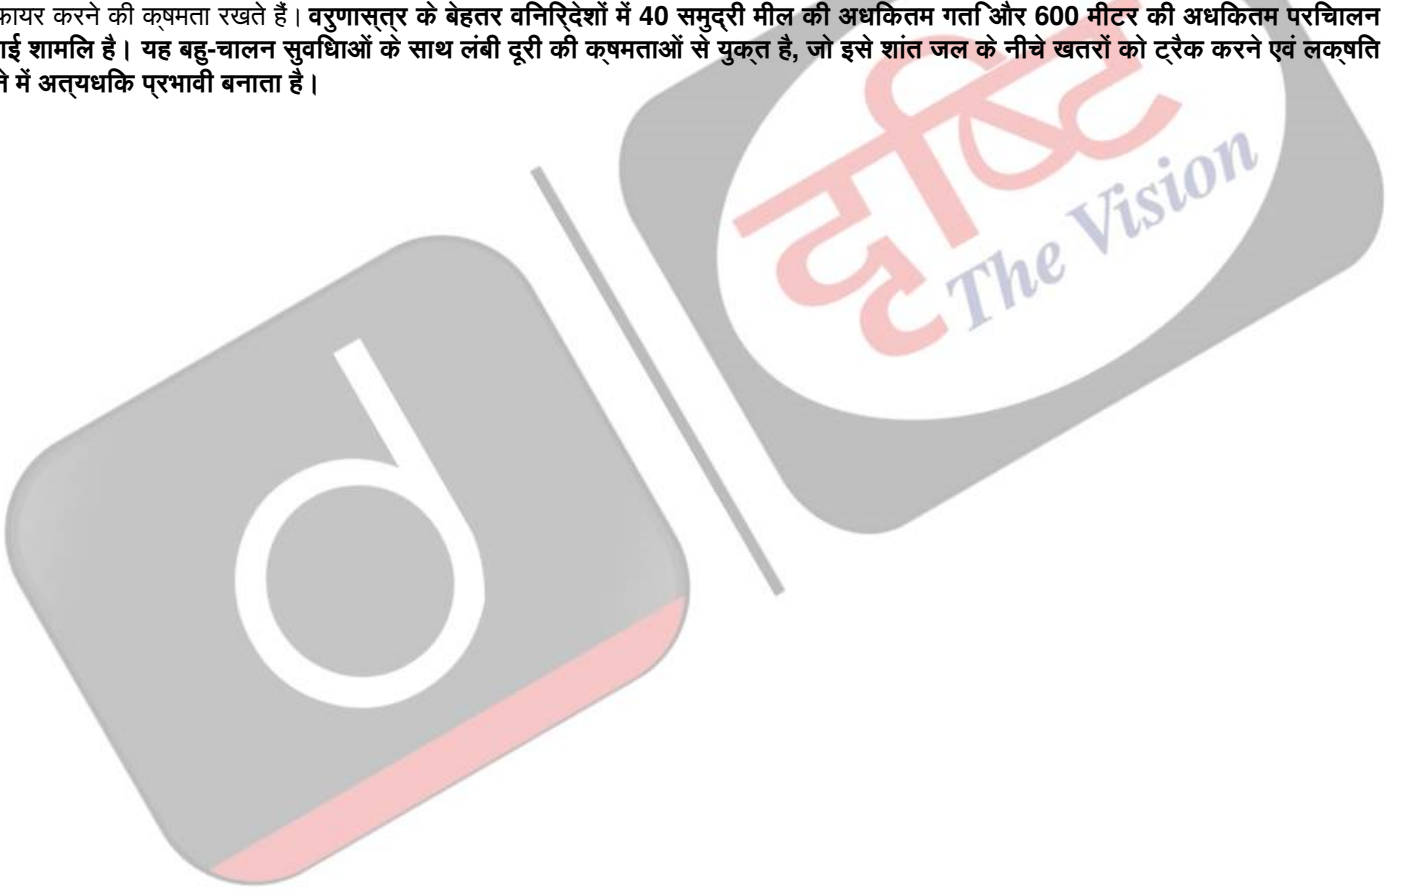 फायर करने की क्षमता रखते हैं। वरुणास्त्र के बेहतर विनिर्देशों में 40 समुद्री मील की अधिकतम गति और 600 मीटर की अधिकतम परिचालन
शामिल है। यह बहु-चालन सुविधाओं के साथ लंबी दूरी की क्षमताओं से युक्त है, जो इसे शांत जल के नीचे खतरों को ट्रैक करने एवं लक्षति
में अत्यधिक प्रभावी बनाता है।
दृष्टि
The Vision
d